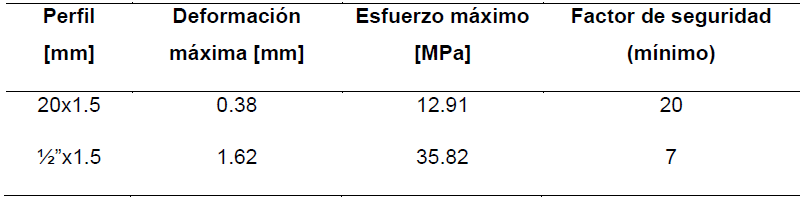 Perfil Deformación Esfuerzo máximo Factor de seguridad
[mm] máxima [mm] [MPa] (mínimo)
20x1.5 0.38 12.91 20
½”x1.5 1.62 35.82 7